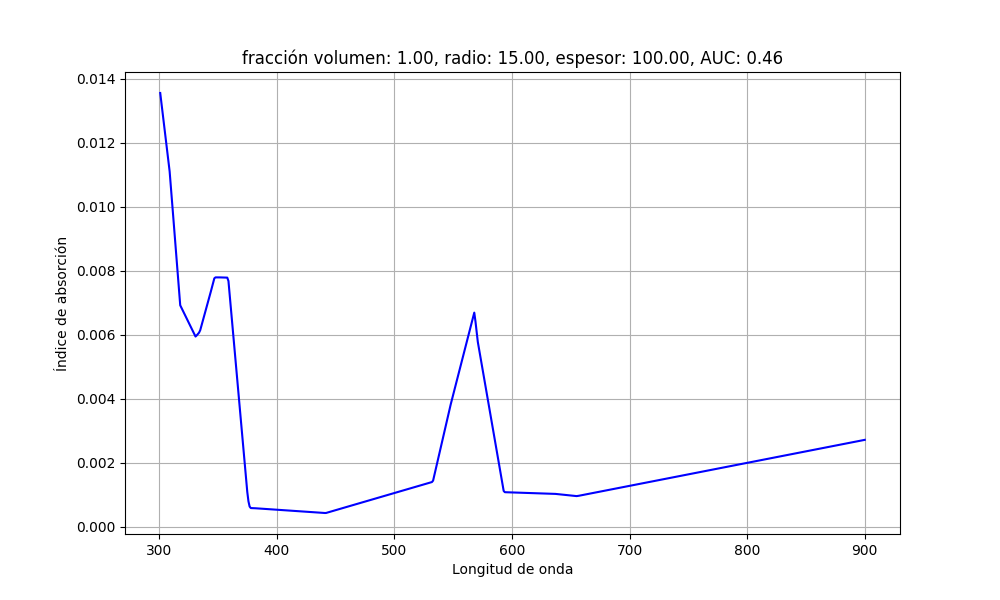 fracción volumen: 1.00, radio: 15.00, espesor: 100.00, AUC: 0.46
0.014
0.012
0.010
0.008
0.006
0.004
0.002
0.000
Índice de absorción
300 400 500 600 700 800 900
Longitud de onda